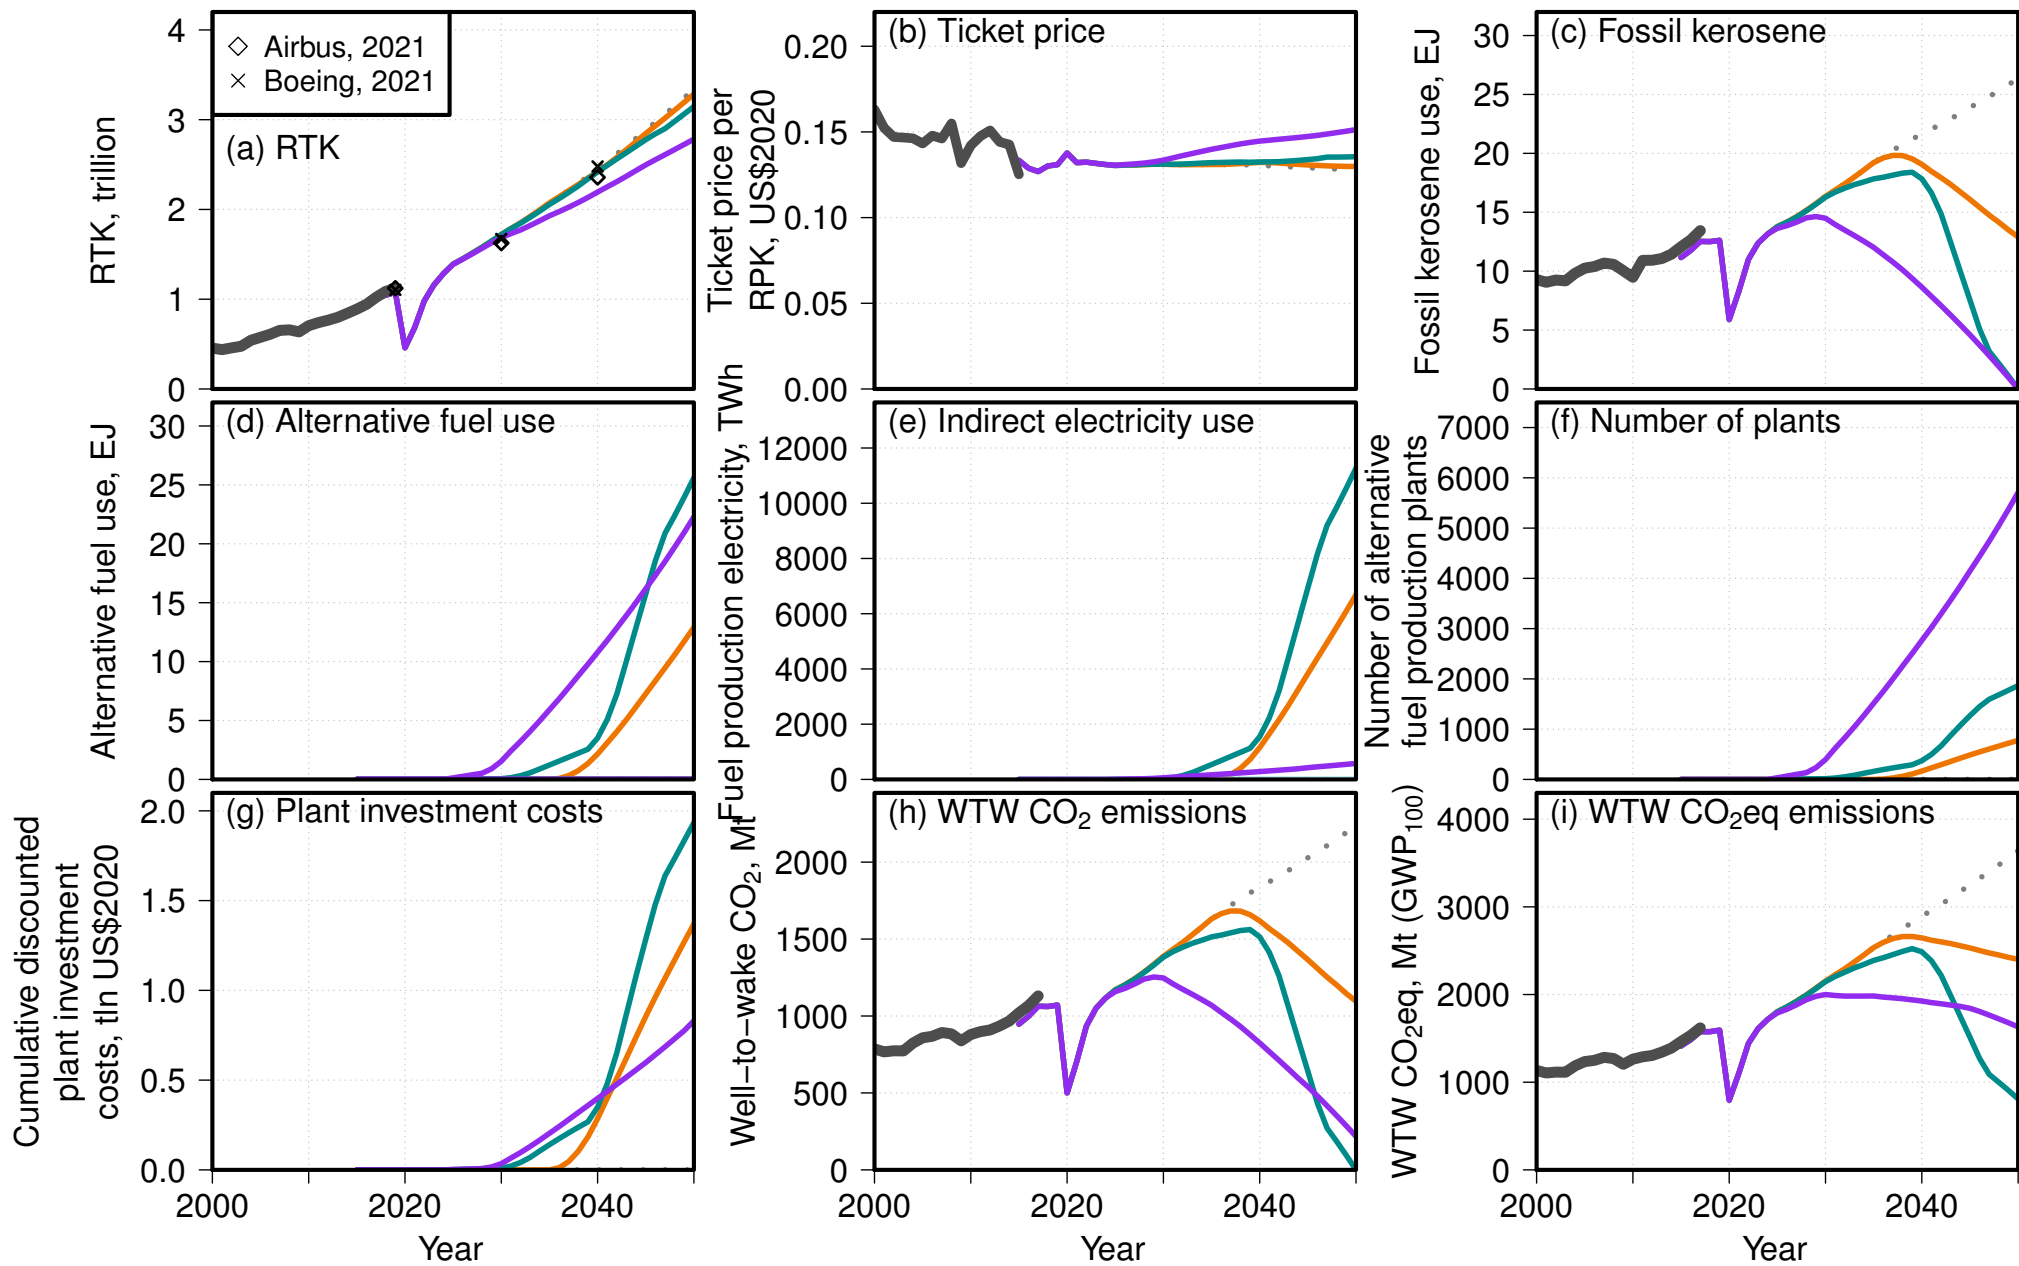 Airbus, 2021
Boeing, 2021
(a) RTK
RTK, trillion
4
3
2
1
0
(b) Ticket price
Ticket price per
RPK, US$2020
0.20
0.15
0.10
0.05
0.00
(c) Fossil kerosene
Fossil kerosene use, EJ
30
25
20
15
10
5
0
(d) Alternative fuel use
Alternative fuel use, EJ
30
25
20
15
10
5
0
(e) Indirect electricity use
Fuel production electricity, TWh
12000
10000
8000
6000
4000
2000
0
(f) Number of plants
Number of alternative
fuel production plants
7000
6000
5000
4000
3000
2000
1000
0
(g) Plant investment costs
Cumulative discounted
plant investment
costs, tln US$2020
2.0
1.5
1.0
0.5
0.0
2000 2020 2040
Year
(h) WTW CO₂ emissions
Well−to−wake CO₂, Mt
2000
1500
1000
500
0
2000 2020 2040
Year
(i) WTW CO₂eq emissions
WTW CO₂eq, Mt (GWP₁₀₀)
4000
3000
2000
1000
0
2000 2020 2040
Year